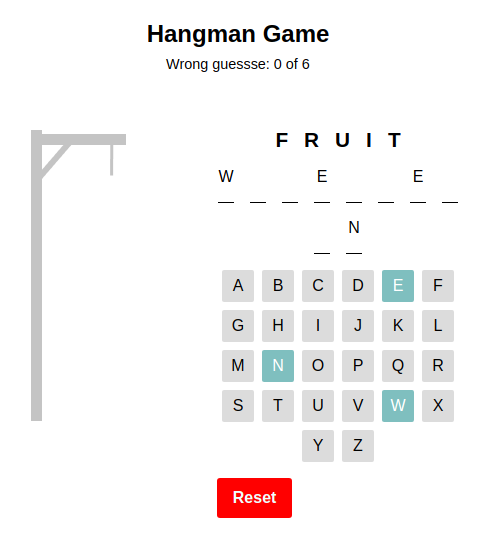 Hangman Game
Wrong guessse: 0 of 6
F R U I T
W _ _ E _ _ E _
_ N
A B C D E F
G H I J K L
M N O P Q R
S T U V W X
Y Z
Reset